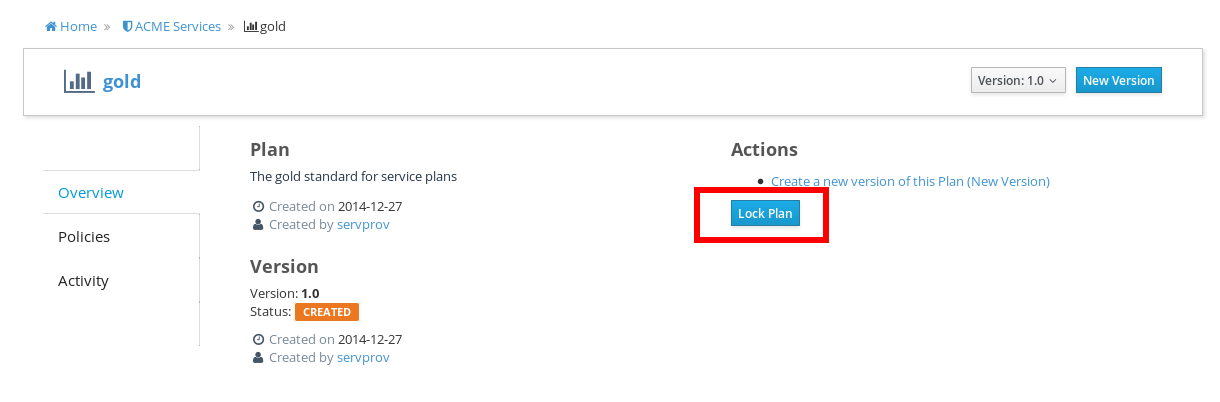 Home » ACME Services » gold
gold
Version: 1.0
New Version
Overview
Policies
Activity
Plan
The gold standard for service plans
Created on 2014-12-27
Created by servprov
Version
Version: 1.0
Status: CREATED
Created on 2014-12-27
Created by servprov
Actions
Create a new version of this Plan (New Version)
Lock Plan